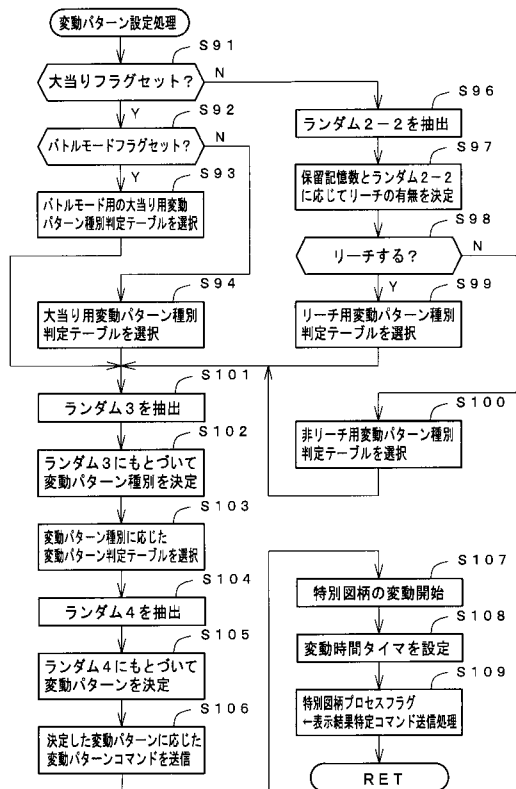 変動パターン設定処理
S91
大当りフラグセット？
N
Y
S92
バトルモードフラグセット？
N
Y
S93
バトルモード用の大当り用変動
パターン種別判定テーブルを選択
S94
大当り用変動パターン種別
判定テーブルを選択
S96
ランダム2−2を抽出
S97
保留記憶数とランダム2−2
に応じてリーチの有無を決定
S98
リーチする？
N
Y
S99
リーチ用変動パターン種別
判定テーブルを選択
S100
非リーチ用変動パターン種別
判定テーブルを選択
S101
ランダム3を抽出
S102
ランダム3にもとづいて
変動パターン種別を決定
S103
変動パターン種別に応じた
変動パターン判定テーブルを選択
S104
ランダム4を抽出
S105
ランダム4にもとづいて
変動パターンを決定
S106
決定した変動パターンに応じた
変動パターンコマンドを送信
S107
特別図柄の変動開始
S108
変動時間タイマを設定
S109
特別図柄プロセスフラグ
←表示結果特定コマンド送信処理
RET